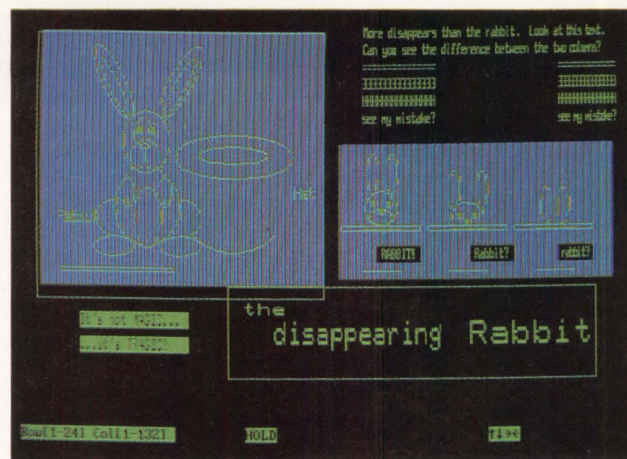 More disappears than the rabbit. Look at this text.
Can you see the difference between the two colums?
see my mistake?
see my mistake?
Hat
Rabbit
RABBIT!
Rabbit?
rabbit?
It's not MAGIC...
the
disappearing Rabbit
Row[1-24] Col[1-132]
HOLD
↑↓→←